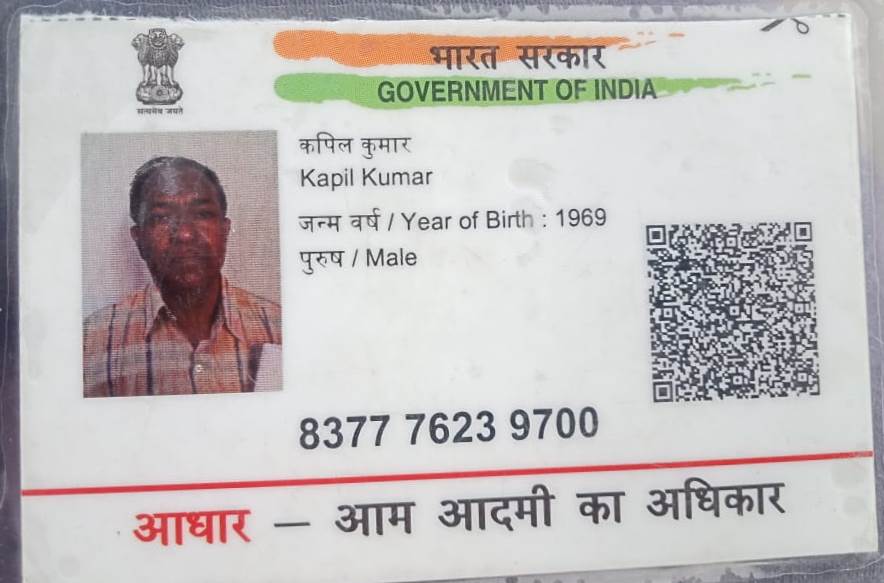 भारत सरकार
GOVERNMENT OF INDIA
सत्यमेव जयते
कपिल कुमार
Kapil Kumar
जन्म वर्ष / Year of Birth : 1969
पुरुष / Male
8377 7623 9700
आधार – आम आदमी का अधिकार